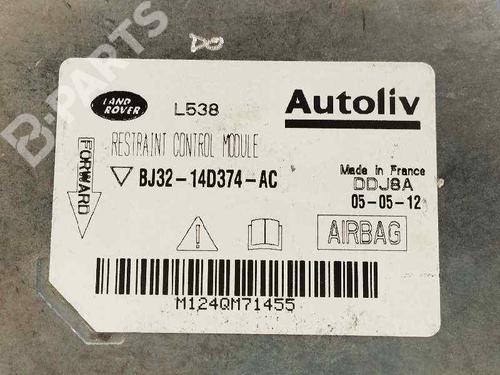 B-PARTS
LAND
ROVER
L538
Autoliv
RESTRAINT CONTROL MODULE
FORWARD
BJ32-14D374-AC
Made in France
DDJ8A
05-05-12
AIRBAG
M124QM71455